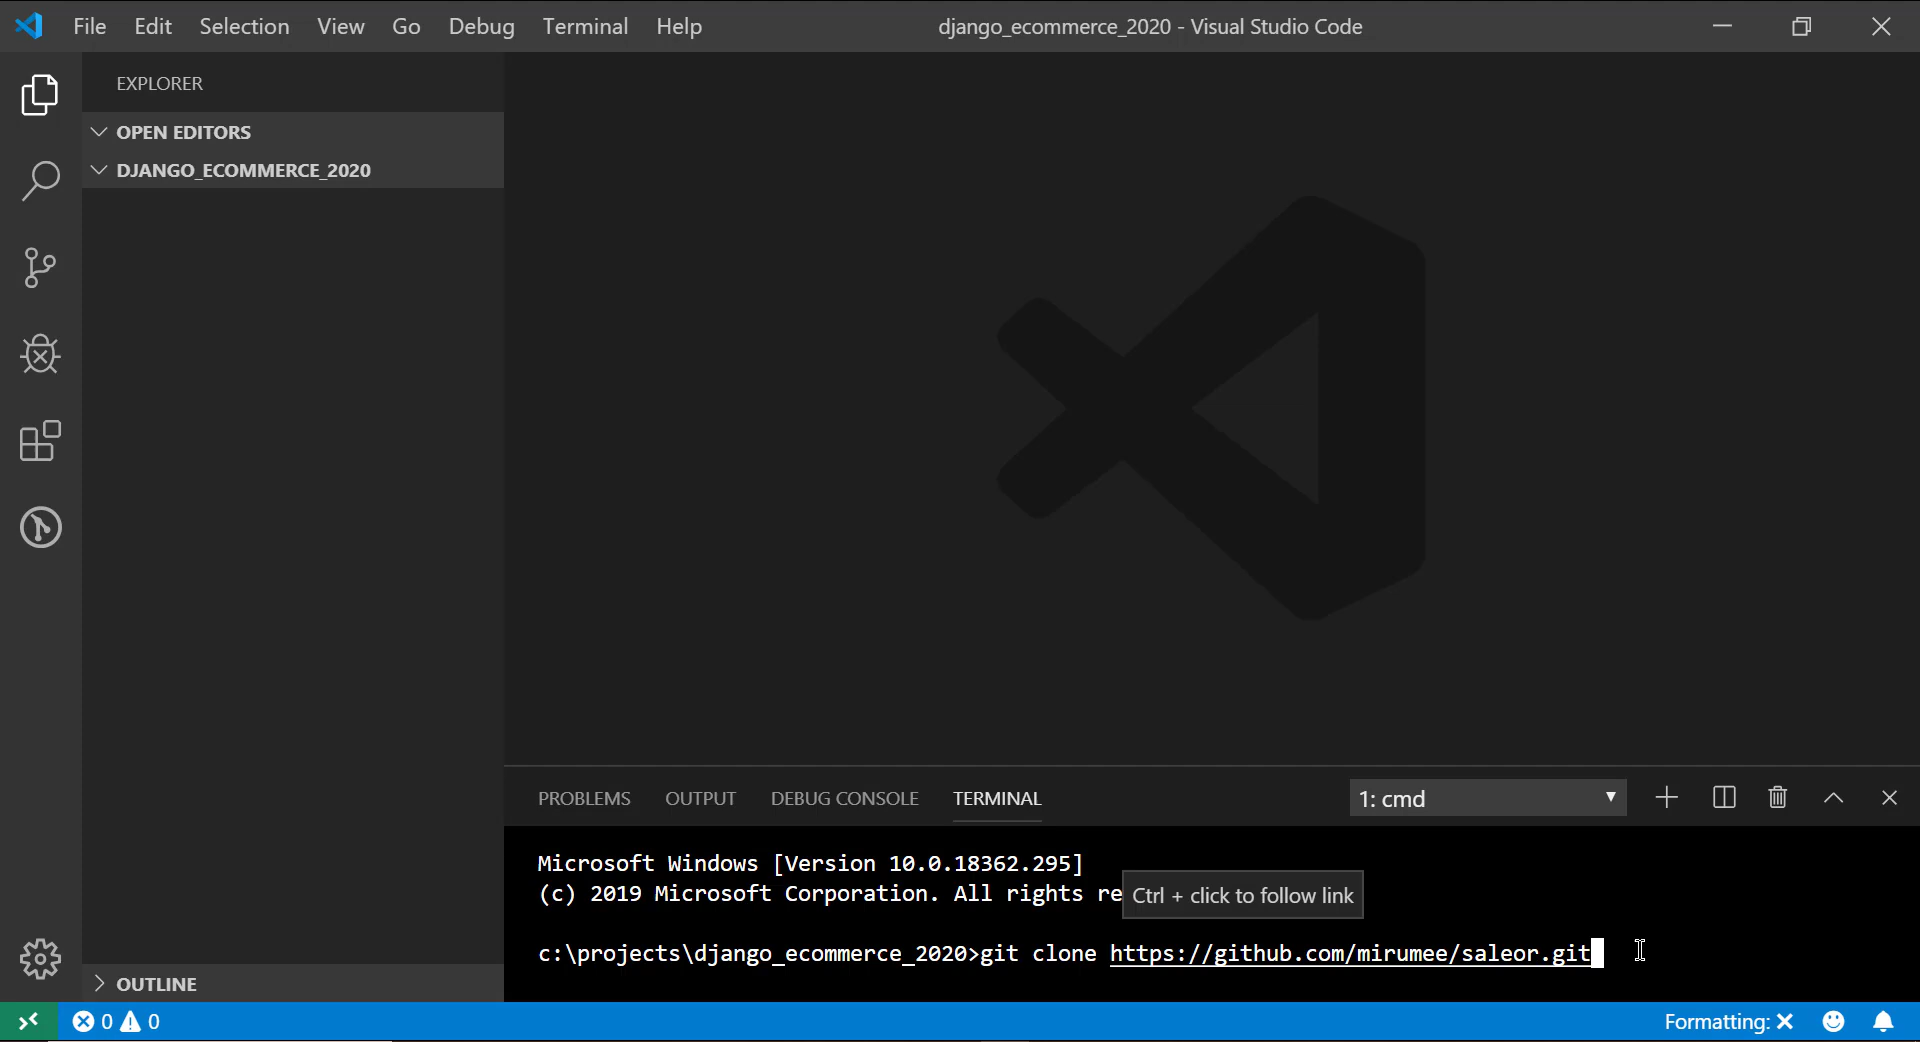 File Edit Selection View Go Debug Terminal Help django_ecommerce_2020 - Visual Studio Code
EXPLORER
OPEN EDITORS
DJANGO_ECOMMERCE_2020
PROBLEMS OUTPUT DEBUG CONSOLE TERMINAL 1: cmd
Microsoft Windows [Version 10.0.18362.295]
(c) 2019 Microsoft Corporation. All rights re
Ctrl + click to follow link
c:\projects\django_ecommerce_2020>git clone https://github.com/mirumee/saleor.git
OUTLINE
0 0 Formatting: ✕